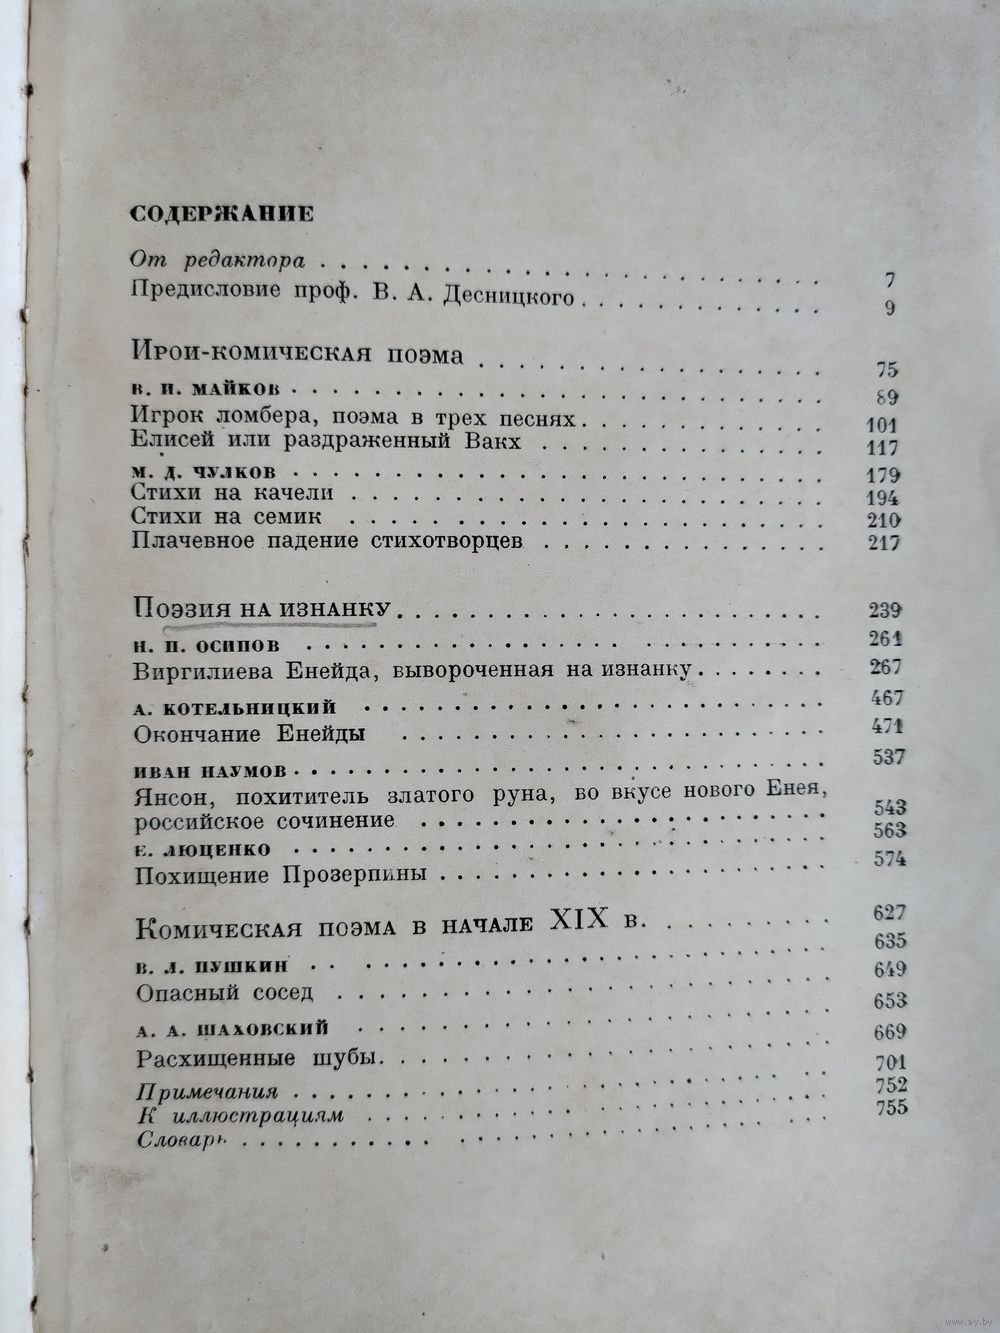 СОДЕРЖАНИЕ
От редактора . . . . . . . . . . . . . . . . . . . . . . . 7
Предисловие проф. В. А. Десницкого . . . . . . . . . . . 9
Ирои-комическая поэма . . . . . . . . . . . . . . . . 75
В. И. МАЙКОВ . . . . . . . . . . . . . . . . . . . . . . 89
Игрок ломбера, поэма в трех песнях . . . . . . . . . . . 101
Елисей или раздраженный Вакх . . . . . . . . . . . . . 117
М. Д. ЧУЛКОВ . . . . . . . . . . . . . . . . . . . . . . 179
Стихи на качели . . . . . . . . . . . . . . . . . . . . . 194
Стихи на семик . . . . . . . . . . . . . . . . . . . . . 210
Плачевное падение стихотворцев . . . . . . . . . . . . 217
Поэзия на изнанку . . . . . . . . . . . . . . . . . . . 239
Н. П. ОСИПОВ . . . . . . . . . . . . . . . . . . . . . . 261
Виргилиева Енейда, вывороченная на изнанку . . . . . . 267
А. КОТЕЛЬНИЦКИЙ . . . . . . . . . . . . . . . . . . . . 467
Окончание Енейды . . . . . . . . . . . . . . . . . . . 471
ИВАН НАУМОВ . . . . . . . . . . . . . . . . . . . . . . 537
Янсон, похититель златого руна, во вкусе нового Енея,
российское сочинение . . . . . . . . . . . . . . . . . . 543
Е. ЛЮЦЕНКО . . . . . . . . . . . . . . . . . . . . . . 563
Похищение Прозерпины . . . . . . . . . . . . . . . . . 574
Комическая поэма в начале XIX в. . . . . . . . . . 627
635
В. Л. ПУШКИН . . . . . . . . . . . . . . . . . . . . .
649
Опасный сосед . . . . . . . . . . . . . . . . . . . . .
653
А. А. ШАХОВСКИЙ . . . . . . . . . . . . . . . . . . . .
669
Расхищенные шубы . . . . . . . . . . . . . . . . . . .
701
Примечания . . . . . . . . . . . . . . . . . . . . . .
752
К иллюстрациям . . . . . . . . . . . . . . . . . . . .
755
Словарь . . . . . . . . . . . . . . . . . . . . . . . .
www.ay.by